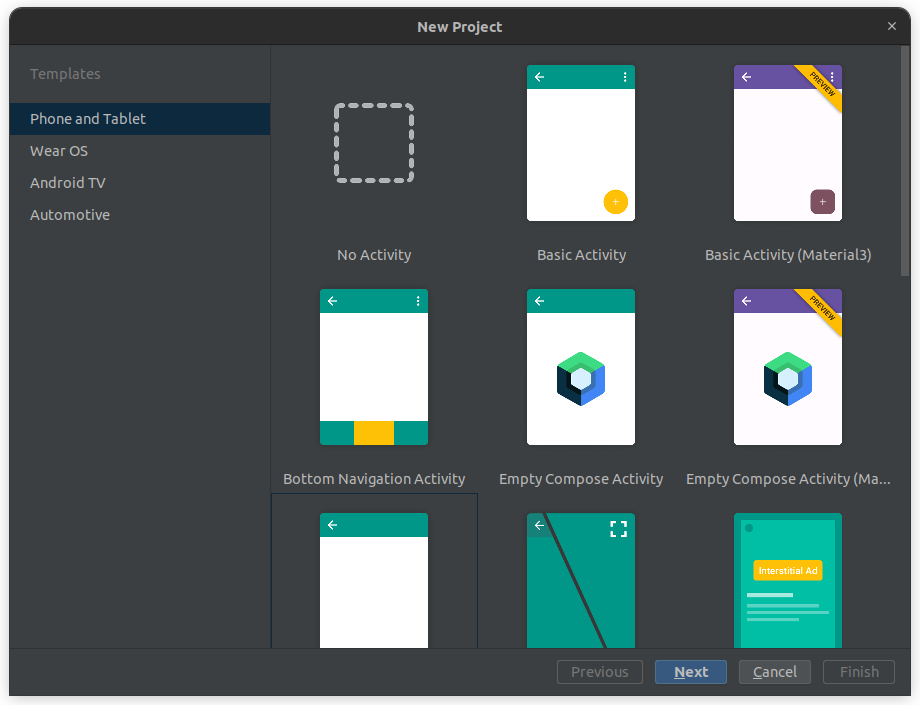 New Project
Templates
Phone and Tablet
Wear OS
Android TV
Automotive
PREVIEW
No Activity
Basic Activity
Basic Activity (Material3)
PREVIEW
Bottom Navigation Activity
Empty Compose Activity
Empty Compose Activity (Ma...
Interstitial Ad
Previous
Next
Cancel
Finish